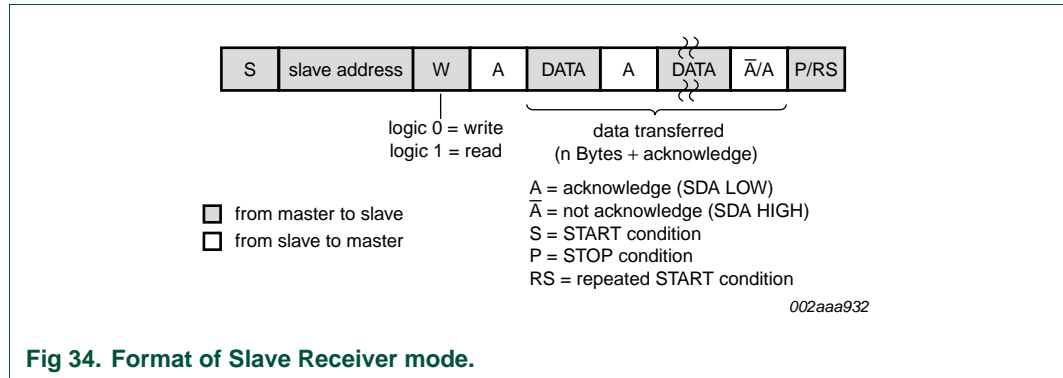 S slave address W A DATA A DATA A̅/A P/RS
logic 0 = write
logic 1 = read
data transferred
(n Bytes + acknowledge)
A = acknowledge (SDA LOW)
A̅ = not acknowledge (SDA HIGH)
S = START condition
P = STOP condition
RS = repeated START condition
from master to slave
from slave to master
002aaa932
Fig 34. Format of Slave Receiver mode.